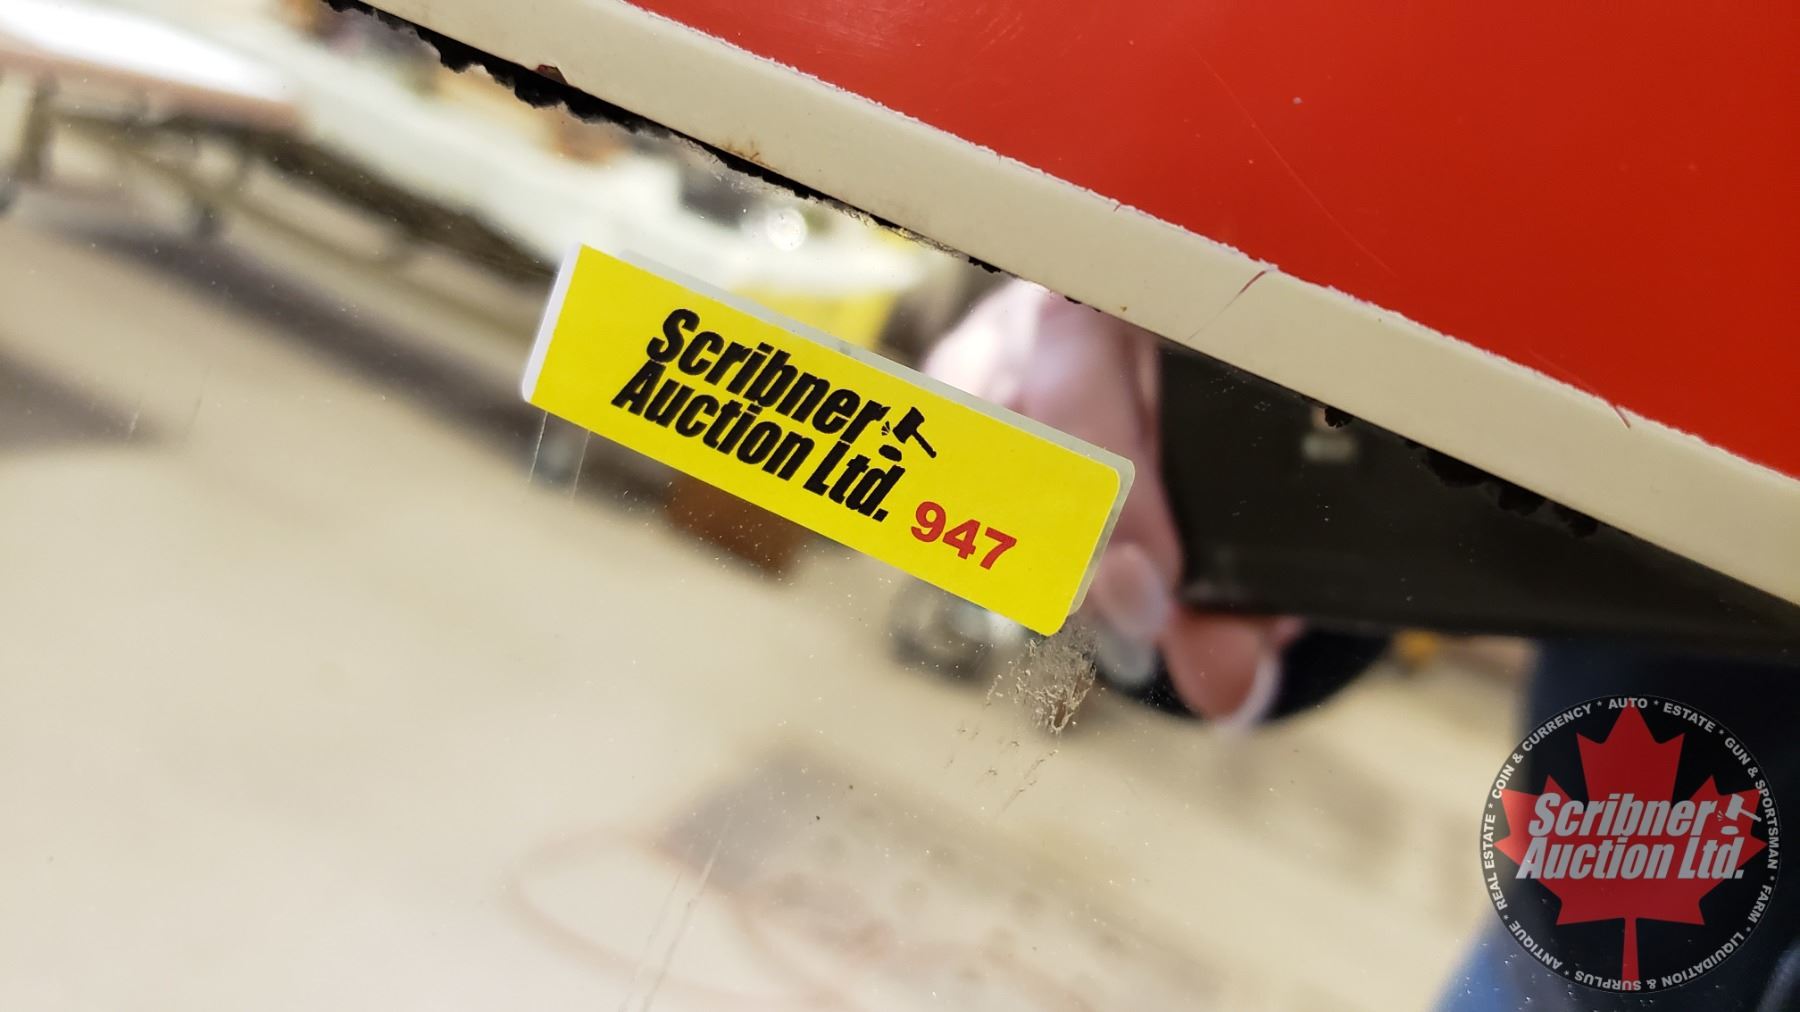 Scribner
Auction Ltd.
947
REAL ESTATE * COIN & CURRENCY * AUTO * ESTATE * GUN & SPORTSMAN * FARM * LIQUIDATION & SURPLUS * ANTIQUE *
Scribner
Auction Ltd.